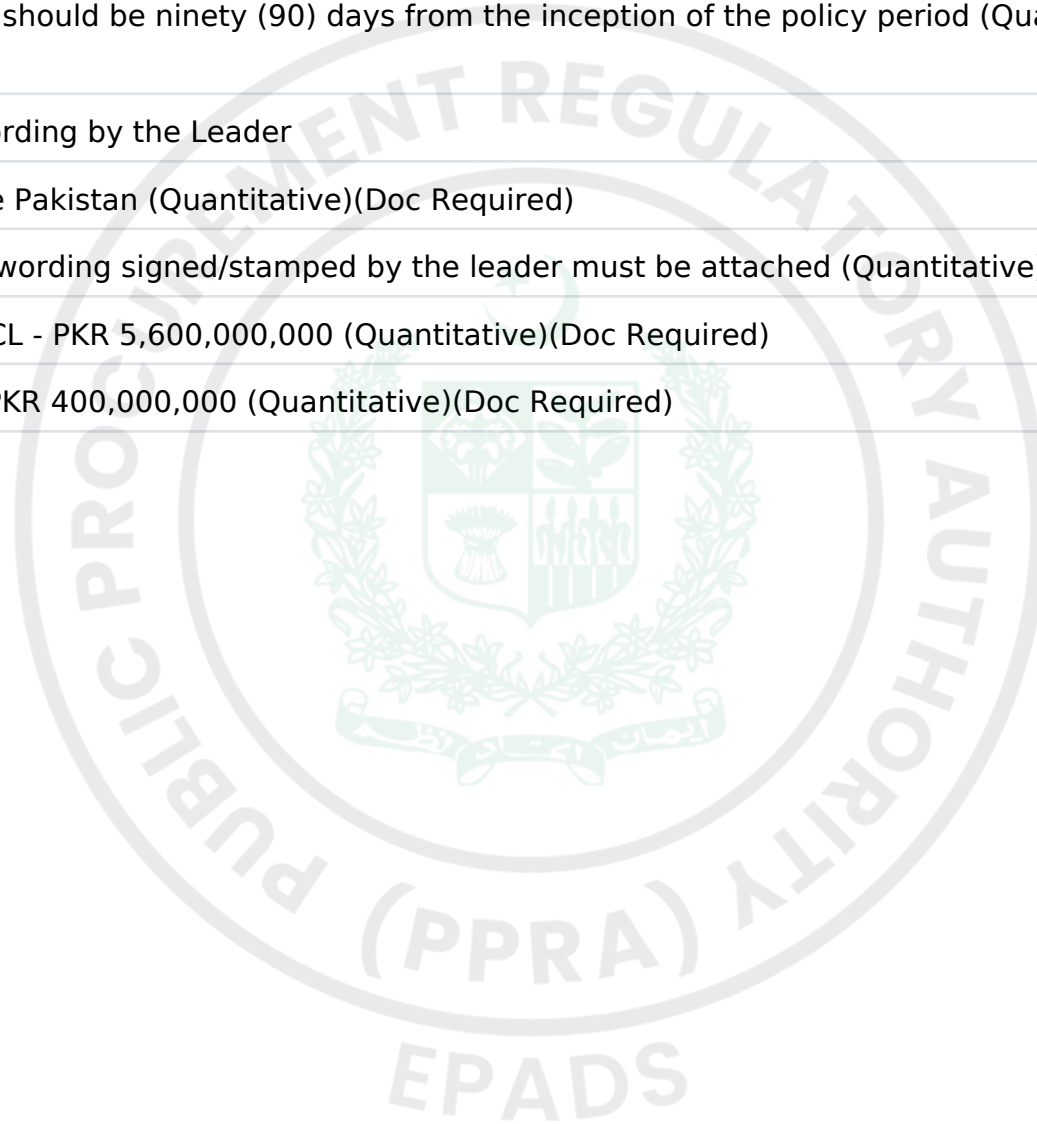 should be ninety (90) days from the inception of the policy period (Qua
rding by the Leader
Pakistan (Quantitative)(Doc Required)
wording signed/stamped by the leader must be attached (Quantitative
CL - PKR 5,600,000,000 (Quantitative)(Doc Required)
PKR 400,000,000 (Quantitative)(Doc Required)
PUBLIC PROCUREMENT REGULATORY AUTHORITY
(PPRA)
EPADS